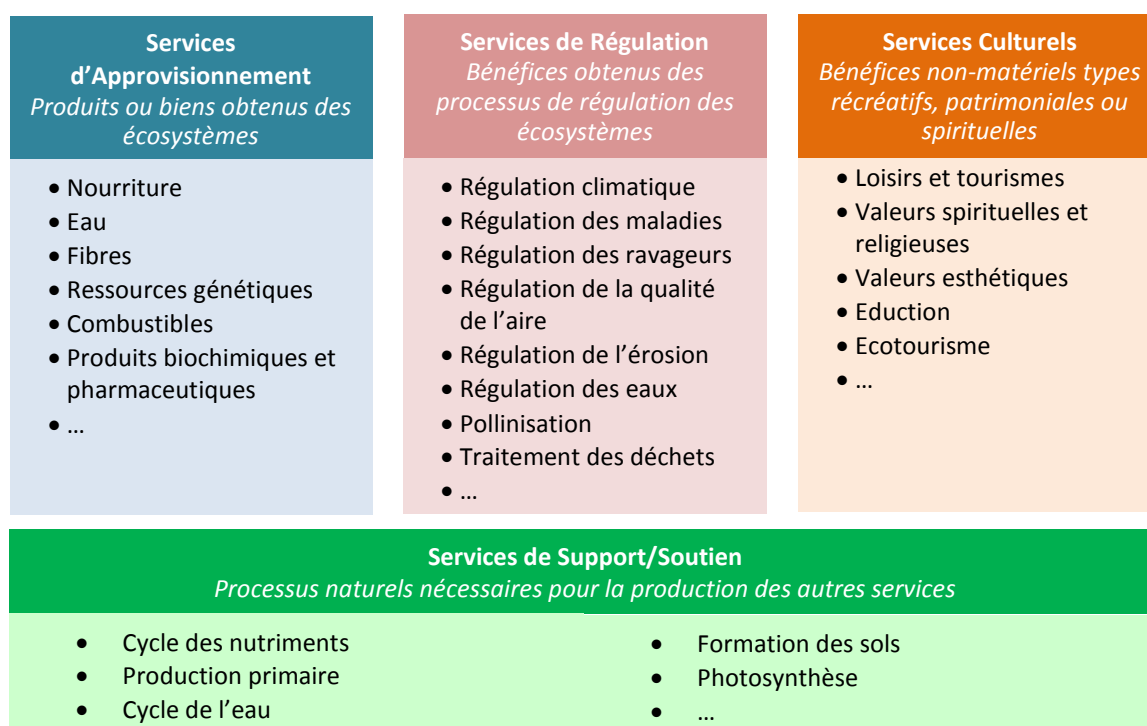 Services
d'Approvisionnement
Produits ou biens obtenus des
écosystèmes
• Nourriture
• Eau
• Fibres
• Ressources génétiques
• Combustibles
• Produits biochimiques et
pharmaceutiques
• …
Services de Régulation
Bénéfices obtenus des
processus de régulation des
écosystèmes
• Régulation climatique
• Régulation des maladies
• Régulation des ravageurs
• Régulation de la qualité
de l'aire
• Régulation de l'érosion
• Régulation des eaux
• Pollinisation
• Traitement des déchets
• …
Services Culturels
Bénéfices non-matériels types
récréatifs, patrimoniales ou
spirituelles
• Loisirs et tourismes
• Valeurs spirituelles et
religieuses
• Valeurs esthétiques
• Eduction
• Ecotourisme
• …
Services de Support/Soutien
Processus naturels nécessaires pour la production des autres services
• Cycle des nutriments
• Production primaire
• Cycle de l'eau
• Formation des sols
• Photosynthèse
• …